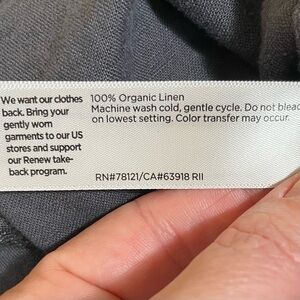 We want our clothes
back. Bring your
gently worn
garments to our US
stores and support
our Renew take-
back program.
100% Organic Linen
Machine wash cold, gentle cycle. Do not bleac
on lowest setting. Color transfer may occur.
RN#78121/CA#63918 RII